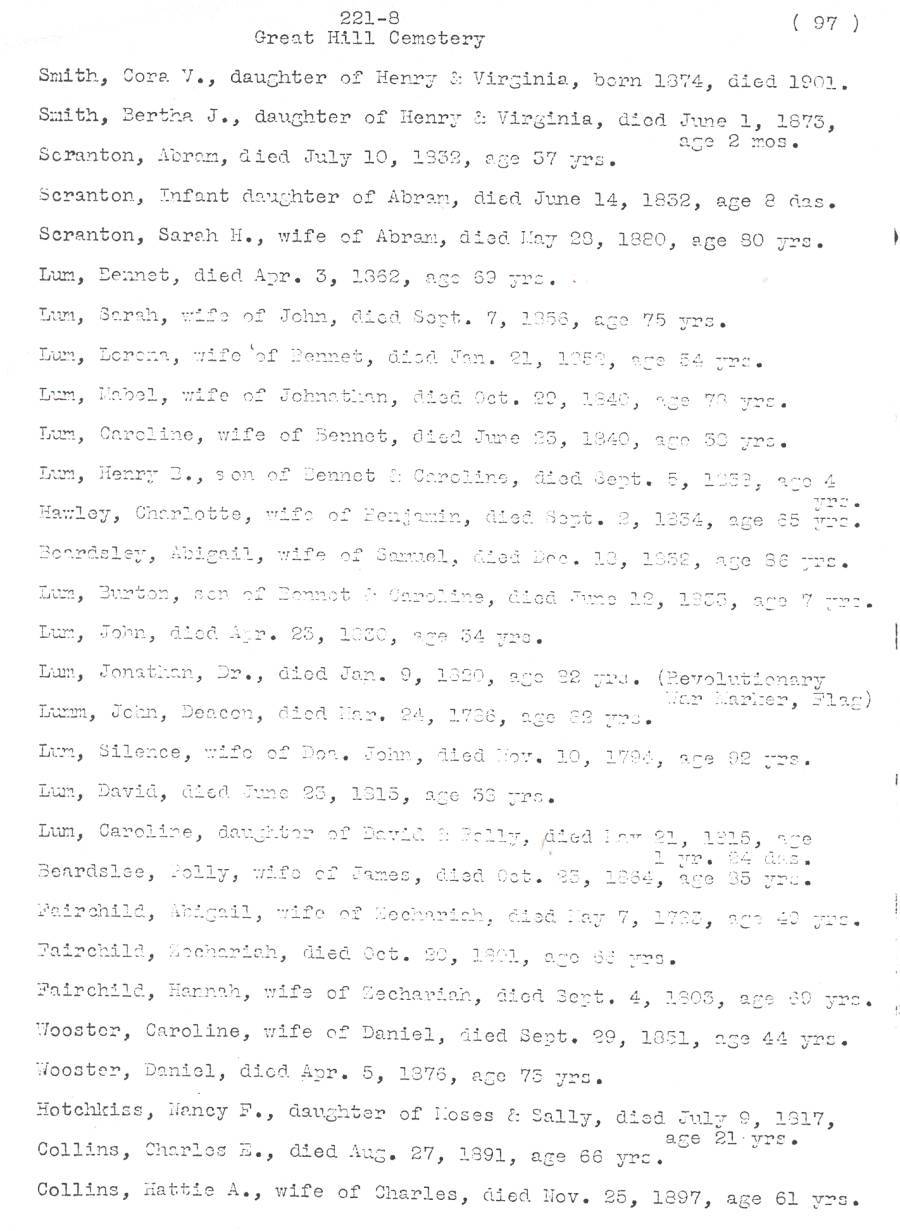 221-8
( 97 )
Great Hill Cemetery
Smith, Cora V., daughter of Henry & Virginia, born 1874, died 1901.
Smith, Bertha J., daughter of Henry & Virginia, died June 1, 1873,
age 2 mos.
Scranton, Abram, died July 10, 1832, age 37 yrs.
Scranton, Infant daughter of Abram, died June 14, 1832, age 8 das.
Scranton, Sarah H., wife of Abram, died May 28, 1880, age 80 yrs.
Lum, Bennet, died Apr. 3, 1862, age 69 yrs.
Lum, Sarah, wife of John, died Sept. 7, 1856, age 75 yrs.
Lum, Lorena, wife of Bennet, died Jan. 21, age 54 yrs.
Lum, Mabel, wife of Johnathan, died Oct. 29, 1840, age yrs.
Lum, Caroline, wife of Bennet, died June 23, 1840, age yrs.
Lum, Henry B., son of Bennet & Caroline, died Sept. 5, age 4
yrs.
Hawley, Charlotte, wife of Benjamin, died Sept. 2, 1834, age 65 yrs.
Beardsley, Abigail, wife of Samuel, died Dec. 18, age 86 yrs.
Lum, Burton, son of Bennet & Caroline, died June 12, 1833, age 7 yrs.
Lum, John, died Apr. 23, 1830, age 54 yrs.
Lum, Jonathan, Dr., died Jan. 9, 1820, age 82 yrs. (Revolutionary
War Marker, Flag)
Lumm, John, Deacon, died Mar. 24, 1786, age 82 yrs.
Lum, Silence, wife of Dea. John, died Nov. 10, 1794, age 92 yrs.
Lum, David, died June 23, 1815, age yrs.
Lum, Caroline, daughter of David & Polly, died May 21, 1815, age
1 yr. 24 das.
Beardslee, Polly, wife of James, died Oct. 23, 1864, age 85 yrs.
Fairchild, Abigail, wife of Zechariah, died May 7, age 49 yrs.
Fairchild, Zechariah, died Oct. 20, 1801, age yrs.
Fairchild, Hannah, wife of Zechariah, died Sept. 4, 1803, age yrs.
Wooster, Caroline, wife of Daniel, died Sept. 29, 1851, age 44 yrs.
Wooster, Daniel, died Apr. 5, 1876, age 73 yrs.
Hotchkiss, Nancy F., daughter of Moses & Sally, died July 9, 1817,
age 21 yrs.
Collins, Charles E., died Aug. 27, 1891, age 66 yrs.
Collins, Hattie A., wife of Charles, died Nov. 25, 1897, age 61 yrs.